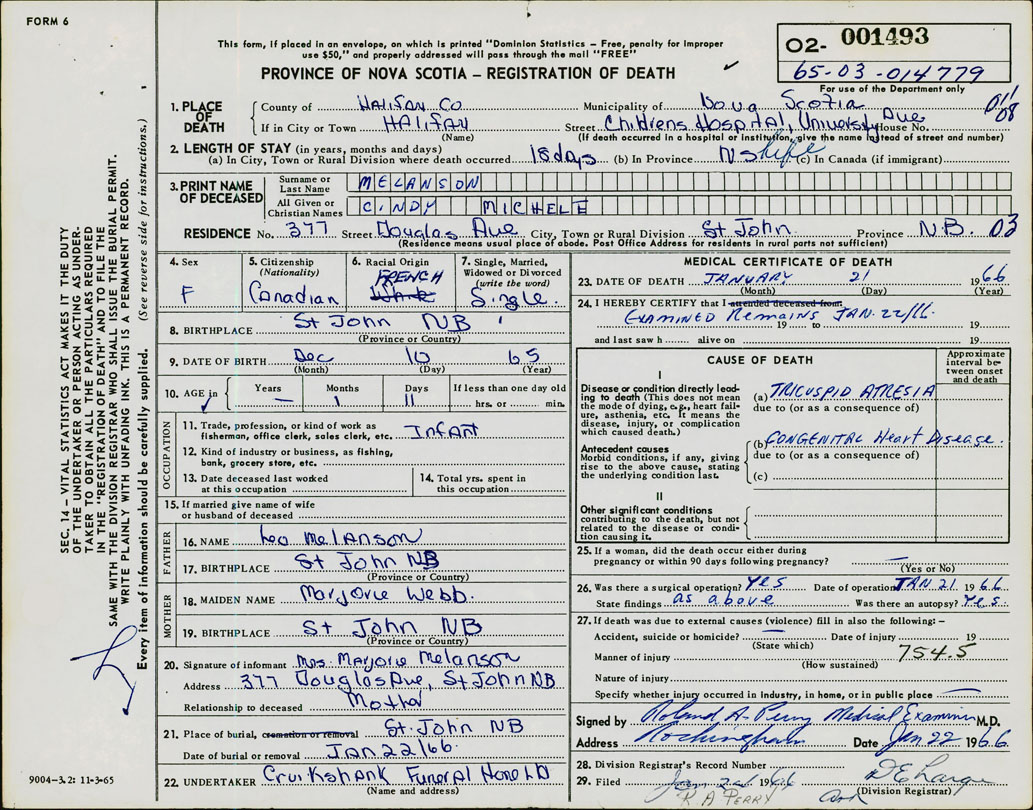 FORM 6
This form, if placed in an envelope, on which is printed "Dominion Statistics – Free, penalty for improper
use $50," and properly addressed will pass through the mail "FREE"
PROVINCE OF NOVA SCOTIA – REGISTRATION OF DEATH
02- 001493
65-03-014779
For use of the Department only
SEC. 14 – VITAL STATISTICS ACT MAKES IT THE DUTY
OF THE UNDERTAKER OR PERSON ACTING AS UNDER-
TAKER TO OBTAIN ALL THE PARTICULARS REQUIRED
IN THE "REGISTRATION OF DEATH" AND TO FILE THE
SAME WITH THE DIVISION REGISTRAR WHO SHALL ISSUE THE BURIAL PERMIT.
WRITE PLAINLY WITH UNFADING INK. THIS IS A PERMANENT RECORD.
Every item of information should be carefully supplied. (See reverse side for instructions.)
1. PLACE OF DEATH
County of HALIFAX CO Municipality of Nova Scotia 011
If in City or Town HALIFAX Street Childrens Hospital, University Ave House No. 08
(Name) (If death occurred in a hospital or institution, give the name instead of street and number)
2. LENGTH OF STAY (in years, months and days)
(a) In City, Town or Rural Division where death occurred 18 days (b) In Province NS life (c) In Canada (if immigrant)
3. PRINT NAME OF DECEASED
Surname or Last Name MELANSON
All Given or Christian Names CINDY MICHELE
RESIDENCE No. 377 Street Douglas Ave City, Town or Rural Division St John Province N.B. 03
(Residence means usual place of abode. Post Office Address for residents in rural parts not sufficient)
4. Sex
F
5. Citizenship (Nationality)
Canadian
6. Racial Origin
FRENCH
White
7. Single, Married, Widowed or Divorced (write the word)
Single.
8. BIRTHPLACE St John NB
(Province or Country)
9. DATE OF BIRTH Dec 10 65
(Month) (Day) (Year)
10. AGE in Years – Months 1 Days 11 If less than one day old
hrs. or min.
OCCUPATION
11. Trade, profession, or kind of work as fisherman, office clerk, sales clerk, etc. Infant
12. Kind of industry or business, as fishing, bank, grocery store, etc.
13. Date deceased last worked at this occupation
14. Total yrs. spent in this occupation
15. If married give name of wife or husband of deceased
FATHER
16. NAME Leo Melanson
17. BIRTHPLACE St John NB
(Province or Country)
MOTHER
18. MAIDEN NAME Marjorie Webb.
19. BIRTHPLACE St John NB
(Province or Country)
20. Signature of informant Mrs. Marjorie Melanson
Address 377 Douglas Ave, St John NB
Relationship to deceased Mother
21. Place of burial, cremation or removal St. John NB
Date of burial or removal JAN 22/66.
22. UNDERTAKER Cruikshank Funeral Home LD
(Name and address)
9004-3.2: 11-3-65
MEDICAL CERTIFICATE OF DEATH
23. DATE OF DEATH JANUARY 21 1966
(Month) (Day) (Year)
24. I HEREBY CERTIFY that I attended deceased from:
EXAMINED Remains JAN. 22/66.
19 to 19
and last saw h alive on 19
CAUSE OF DEATH
Approximate interval between onset and death
I
Disease or condition directly leading to death (This does not mean the mode of dying, e.g., heart failure, asthenia, etc. It means the disease, injury, or complication which caused death.)
(a) TRICUSPID ATRESIA
due to (or as a consequence of)
Antecedent causes
Morbid conditions, if any, giving rise to the above cause, stating the underlying condition last.
(b) CONGENITAL Heart Disease.
due to (or as a consequence of)
(c)
II
Other significant conditions contributing to the death, but not related to the disease or condition causing it.
25. If a woman, did the death occur either during pregnancy or within 90 days following pregnancy? –
(Yes or No)
26. Was there a surgical operation? Yes Date of operation JAN 21 1966
State findings as above Was there an autopsy? Yes.
27. If death was due to external causes (violence) fill in also the following: –
Accident, suicide or homicide? – Date of injury 19
(State which)
Manner of injury 754.5
(How sustained)
Nature of injury
Specify whether injury occurred in industry, in home, or in public place –
Signed by Roland A. Perry Medical Examiner M.D.
Address Rockingham Date Jan 22 1966
28. Division Registrar's Record Number
29. Filed Jan 1966
(Division Registrar)
R A PERRY